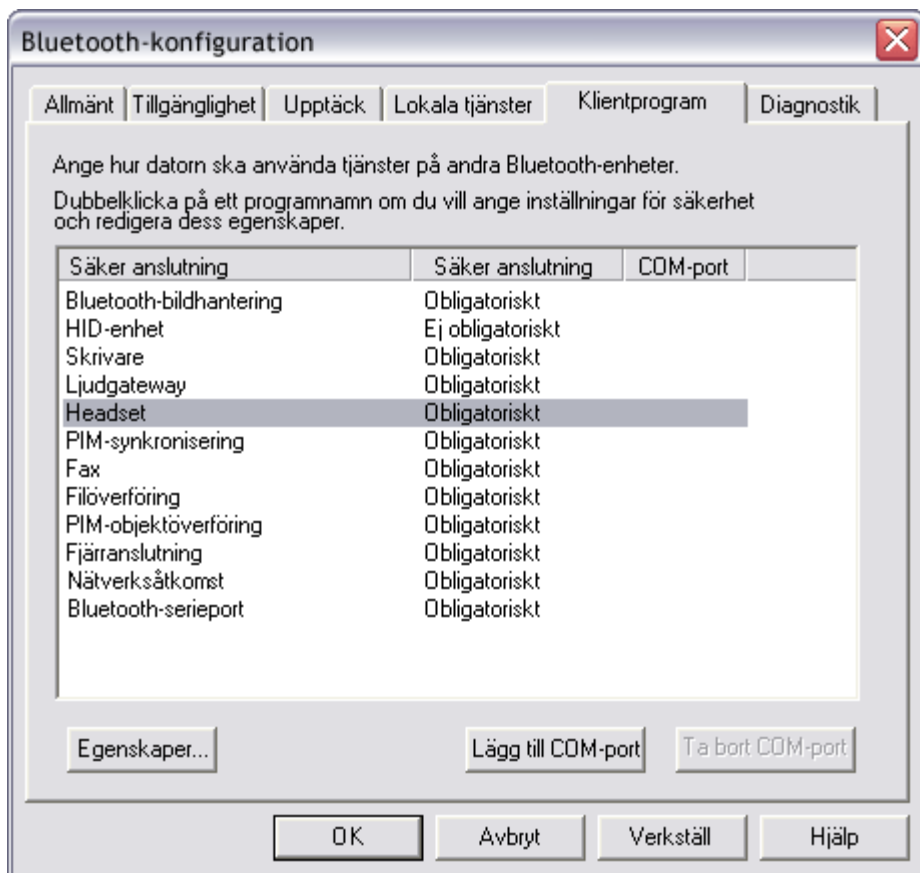 Bluetooth-konfiguration
Allmänt Tillgänglighet Upptäck Lokala tjänster Klientprogram Diagnostik
Ange hur datorn ska använda tjänster på andra Bluetooth-enheter.
Dubbelklicka på ett programnamn om du vill ange inställningar för säkerhet
och redigera dess egenskaper.
Säker anslutning Säker anslutning COM-port
Bluetooth-bildhantering Obligatoriskt
HID-enhet Ej obligatoriskt
Skrivare Obligatoriskt
Ljudgateway Obligatoriskt
Headset Obligatoriskt
PIM-synkronisering Obligatoriskt
Fax Obligatoriskt
Filöverföring Obligatoriskt
PIM-objektöverföring Obligatoriskt
Fjärranslutning Obligatoriskt
Nätverksåtkomst Obligatoriskt
Bluetooth-serieport Obligatoriskt
Egenskaper... Lägg till COM-port Ta bort COM-port
OK Avbryt Verkställ Hjälp